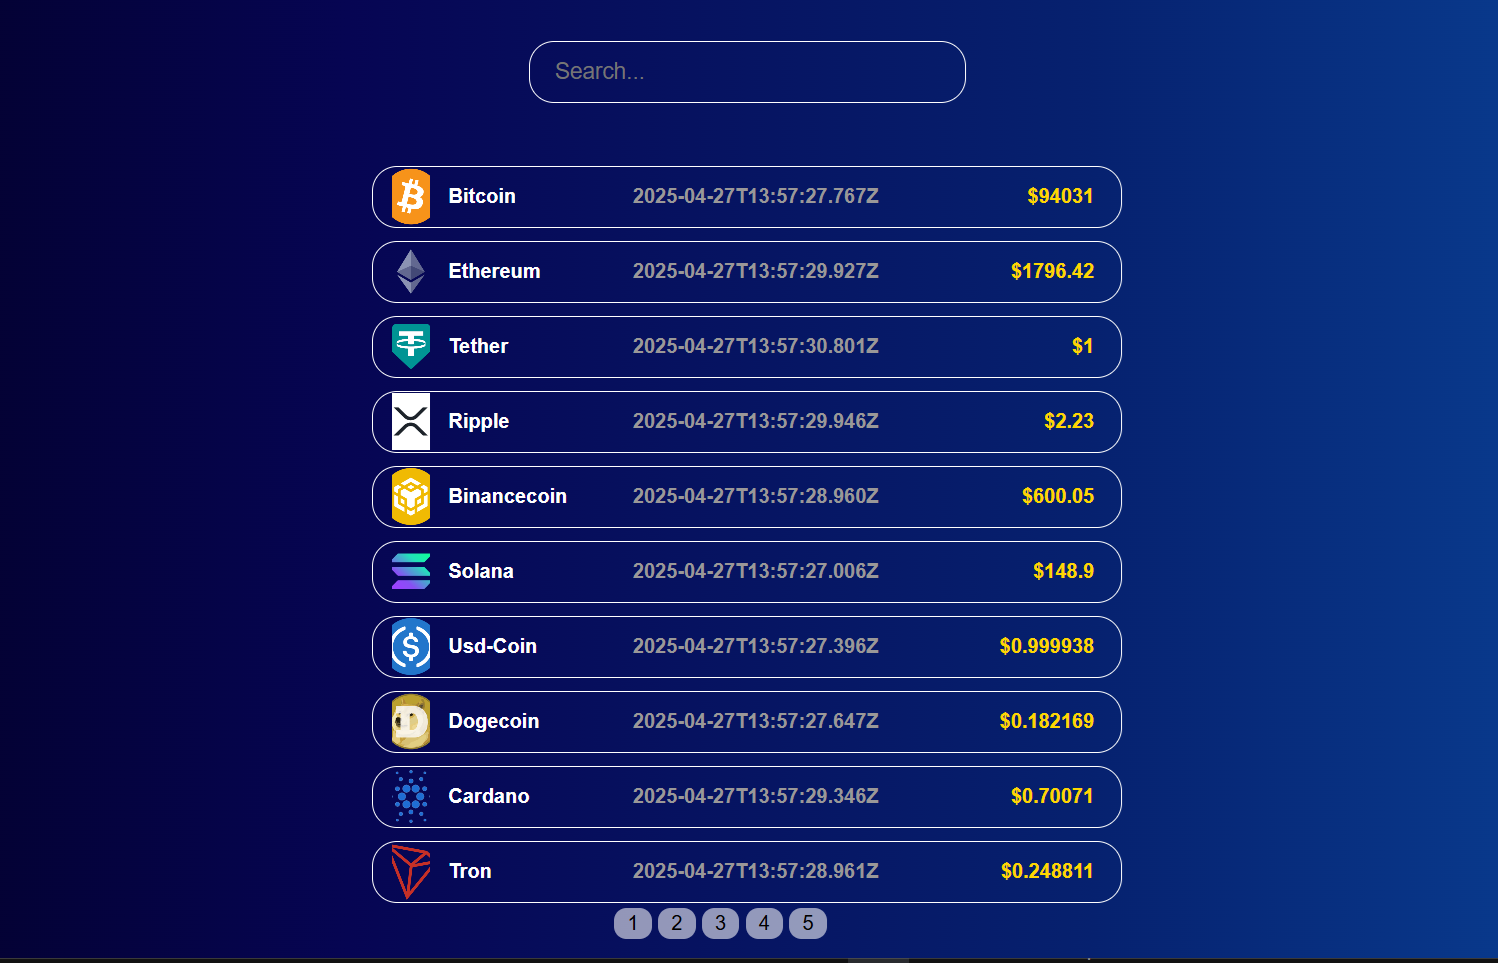 Search...
Bitcoin 2025-04-27T13:57:27.767Z $94031
Ethereum 2025-04-27T13:57:29.927Z $1796.42
Tether 2025-04-27T13:57:30.801Z $1
Ripple 2025-04-27T13:57:29.946Z $2.23
Binancecoin 2025-04-27T13:57:28.960Z $600.05
Solana 2025-04-27T13:57:27.006Z $148.9
Usd-Coin 2025-04-27T13:57:27.396Z $0.999938
Dogecoin 2025-04-27T13:57:27.647Z $0.182169
Cardano 2025-04-27T13:57:29.346Z $0.70071
Tron 2025-04-27T13:57:28.961Z $0.248811
1 2 3 4 5